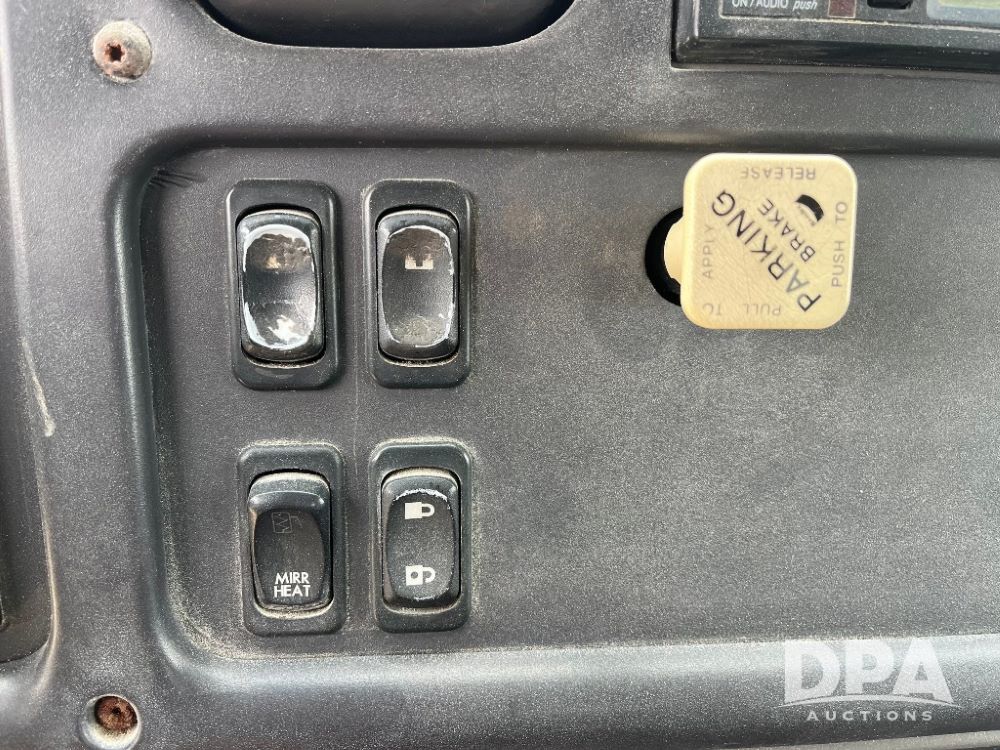 ON/AUDIO push
PARKING
BRAKE
PULL TO APPLY
PUSH TO RELEASE
MIRR
HEAT
DPA
AUCTIONS